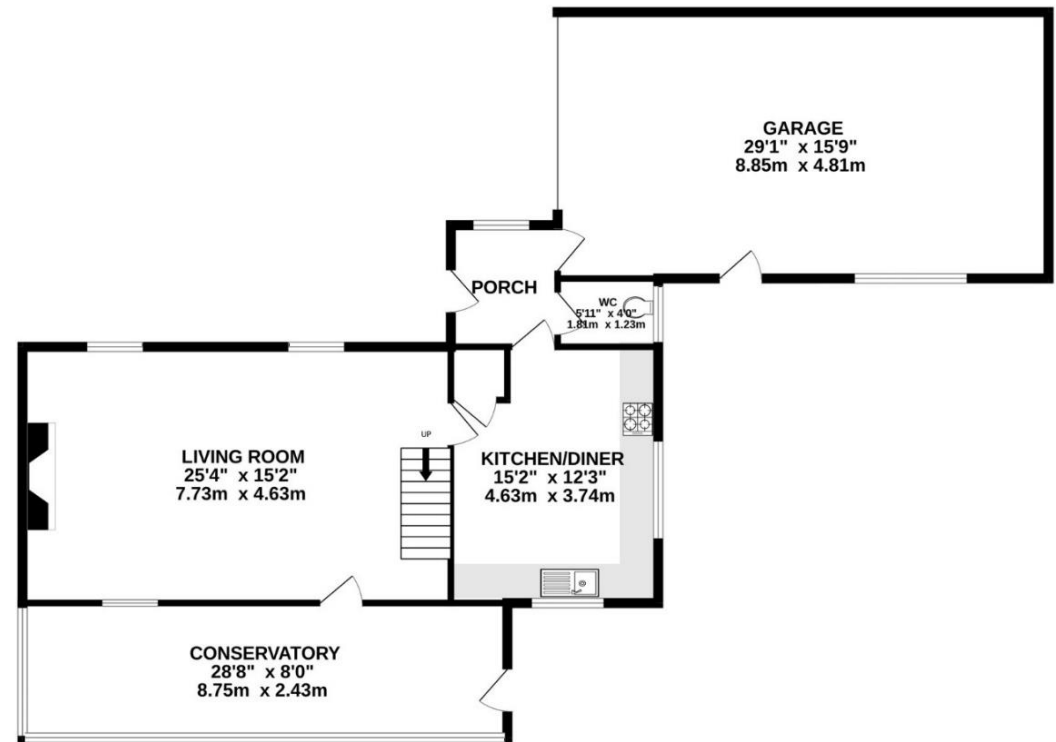 GARAGE
29'1" x 15'9"
8.85m x 4.81m
PORCH
WC
5'11" x 4'0"
1.81m x 1.23m
UP
LIVING ROOM
25'4" x 15'2"
7.73m x 4.63m
KITCHEN/DINER
15'2" x 12'3"
4.63m x 3.74m
CONSERVATORY
28'8" x 8'0"
8.75m x 2.43m